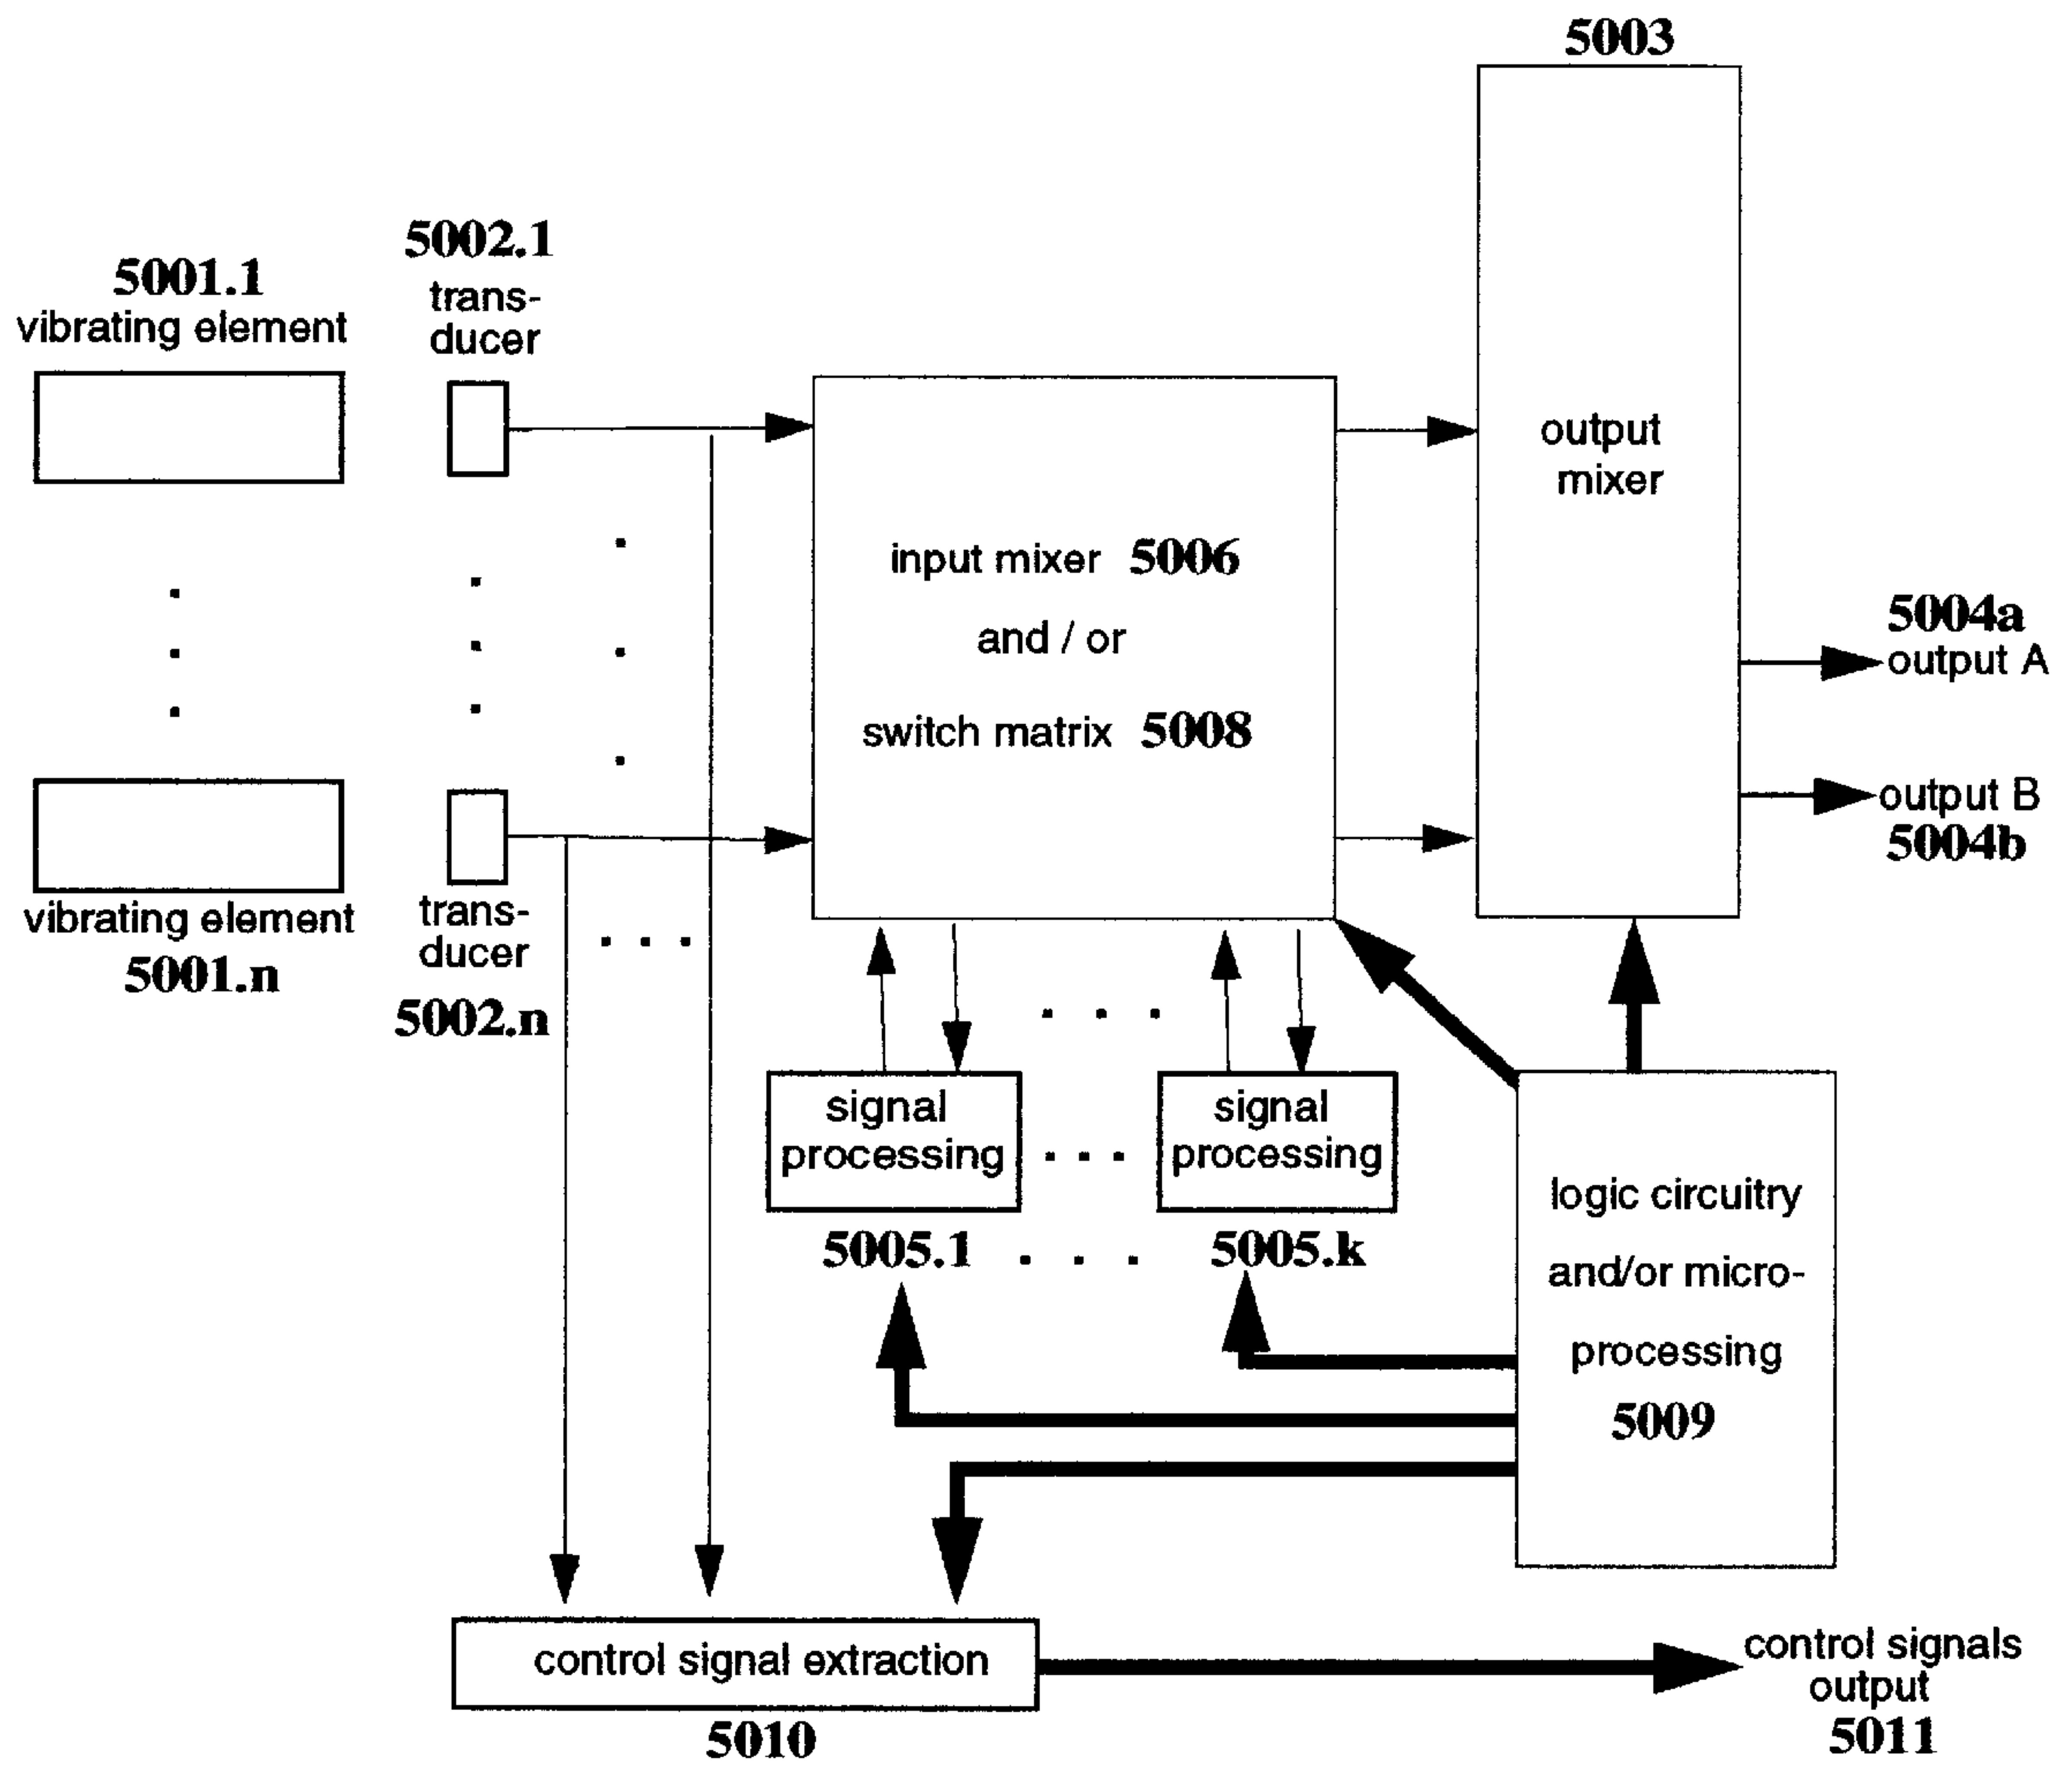 5003
5002.1
trans-
ducer
5001.1
vibrating element
output
mixer
input mixer 5006
and / or
switch matrix 5008
5004a
output A
output B
5004b
trans-
ducer
5002.n
vibrating element
5001.n
signal
processing
signal
processing
5005.1
5005.k
logic circuitry
and/or micro-
processing
5009
control signal extraction
5010
control signals
output
5011